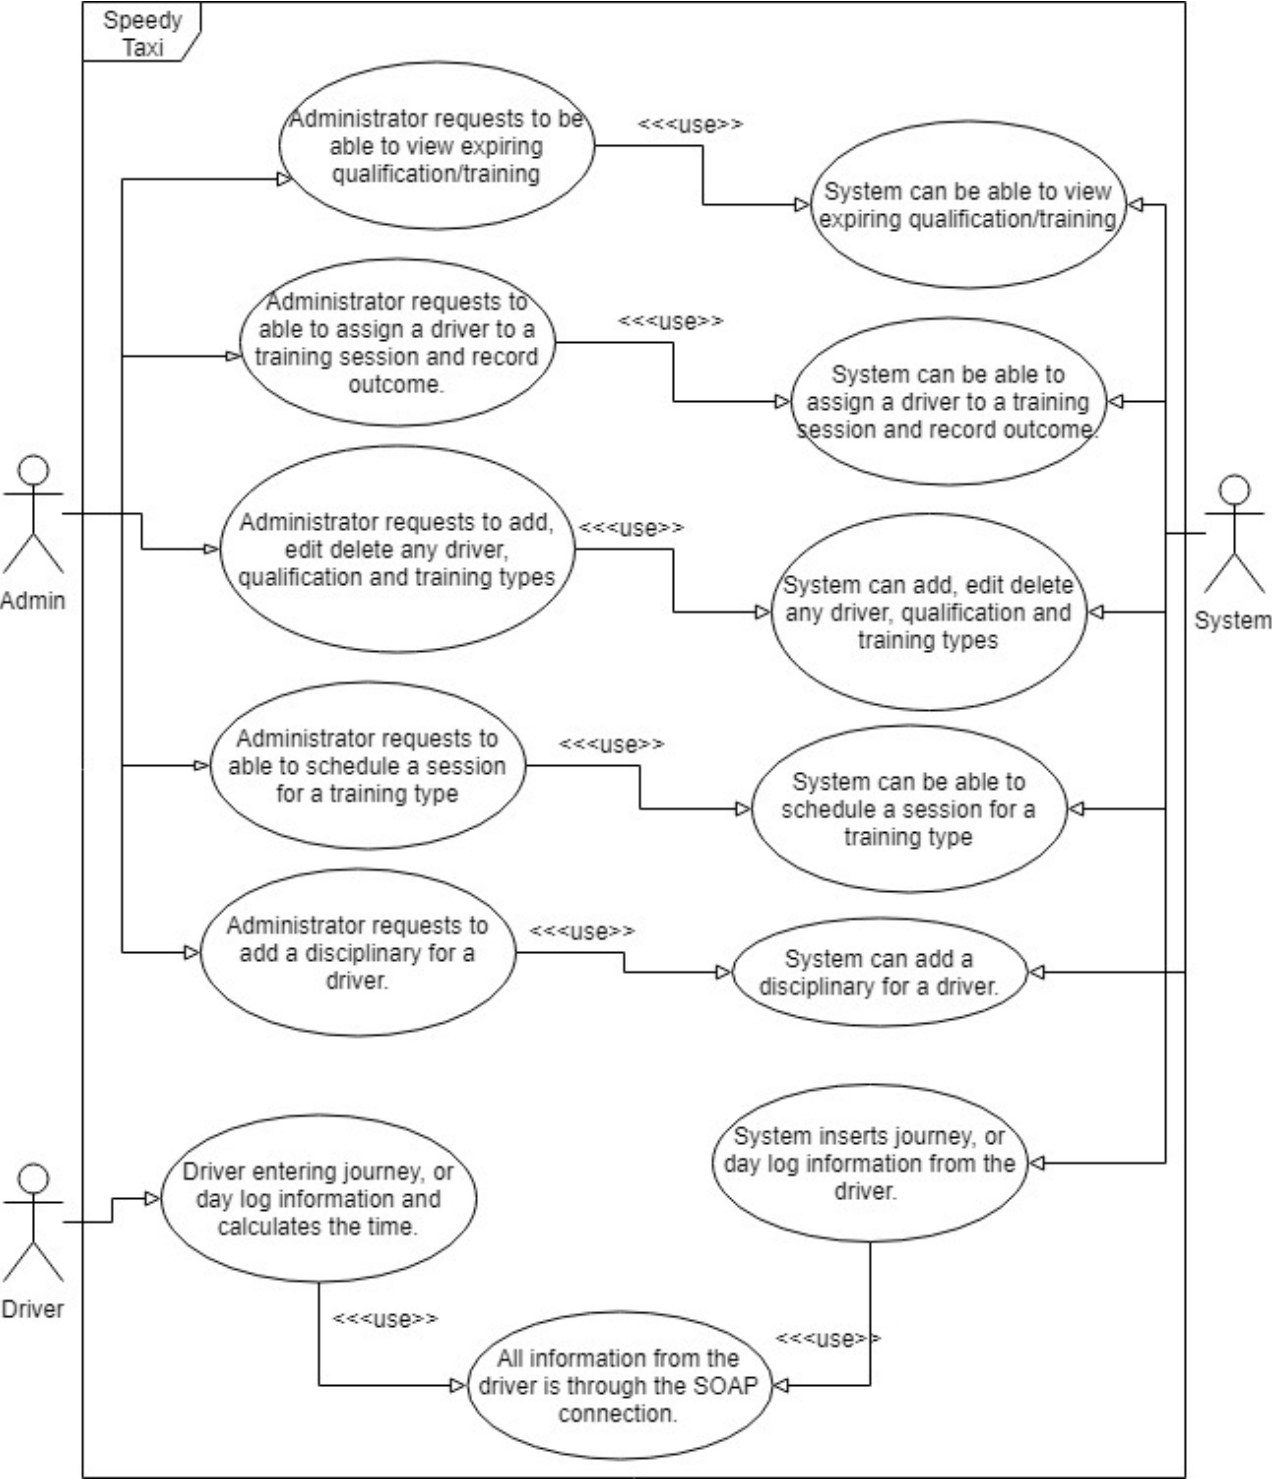 Speedy
Taxi
Administrator requests to be
able to view expiring
qualification/training
<<<use>>
System can be able to view
expiring qualification/training
Administrator requests to
able to assign a driver to a
training session and record
outcome.
<<<use>>
System can be able to
assign a driver to a training
session and record outcome.
Admin
Administrator requests to add,
edit delete any driver,
qualification and training types
<<<use>>
System can add, edit delete
any driver, qualification and
training types
System
Administrator requests to
able to schedule a session
for a training type
<<<use>>
System can be able to
schedule a session for a
training type
Administrator requests to
add a disciplinary for a
driver.
<<<use>>
System can add a
disciplinary for a driver.
Driver
Driver entering journey, or
day log information and
calculates the time.
System inserts journey, or
day log information from the
driver.
<<<use>>
<<<use>>
All information from the
driver is through the SOAP
connection.